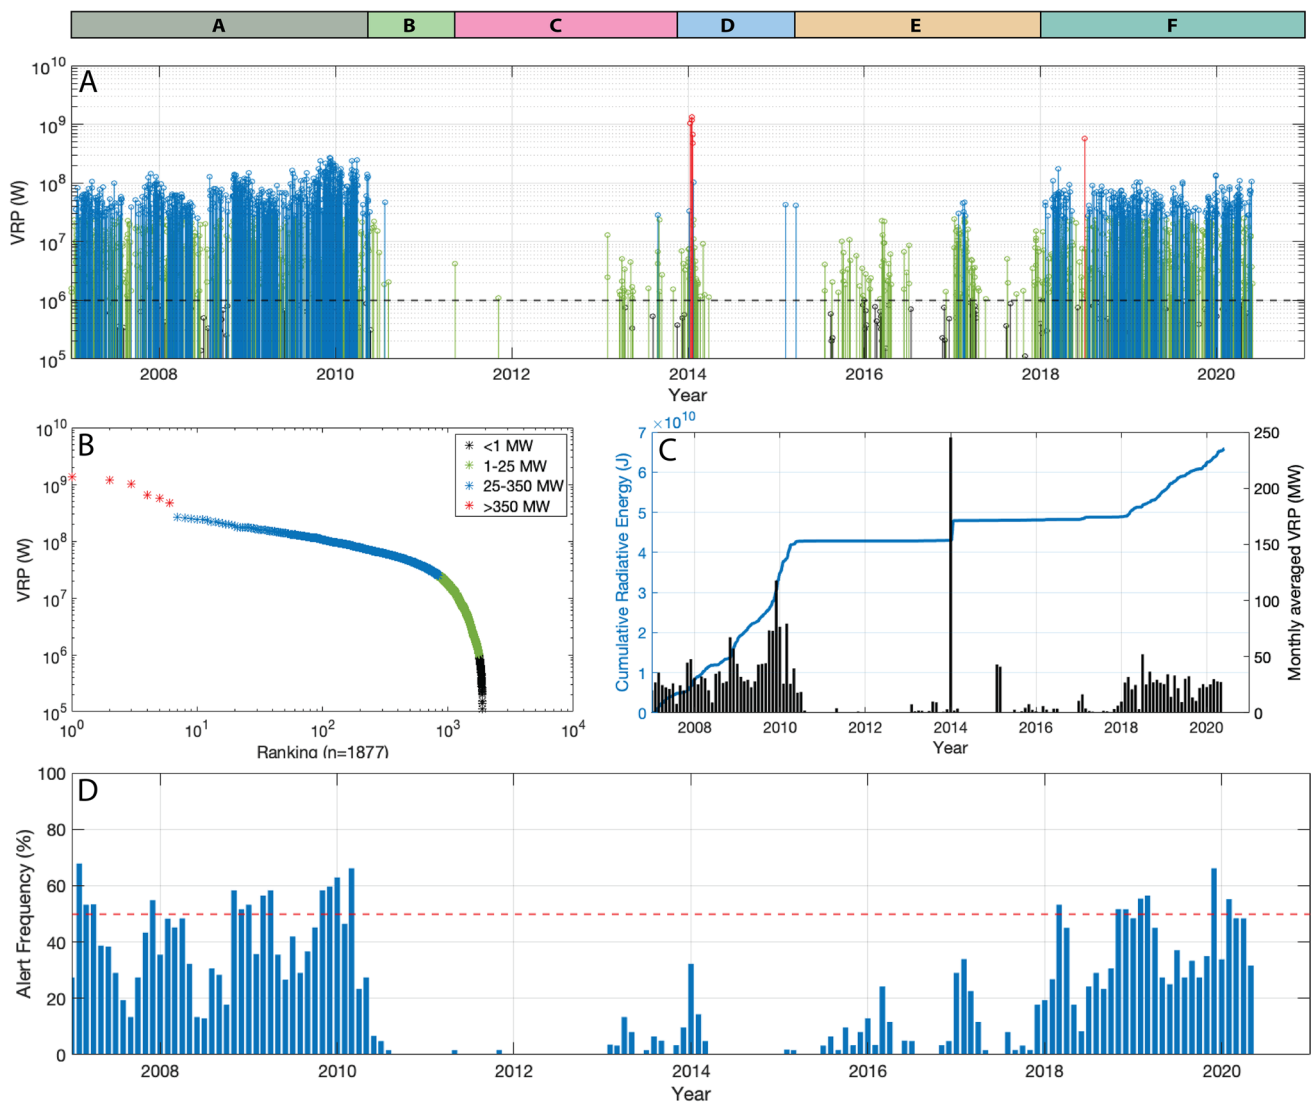 A B C D E F
A
10^10
10^9
10^8
10^7
10^6
10^5
VRP (W)
2008 2010 2012 2014 2016 2018 2020
Year
B
10^10
10^9
10^8
10^7
10^6
10^5
VRP (W)
<1 MW
1-25 MW
25-350 MW
>350 MW
10^0 10^1 10^2 10^3 10^4
Ranking (n=1877)
C
×10^10
7
6
5
4
3
2
1
0
Cumulative Radiative Energy (J)
250
200
150
100
50
0
Monthly averaged VRP (MW)
2008 2010 2012 2014 2016 2018 2020
Year
D
100
80
60
40
20
0
Alert Frequency (%)
2008 2010 2012 2014 2016 2018 2020
Year